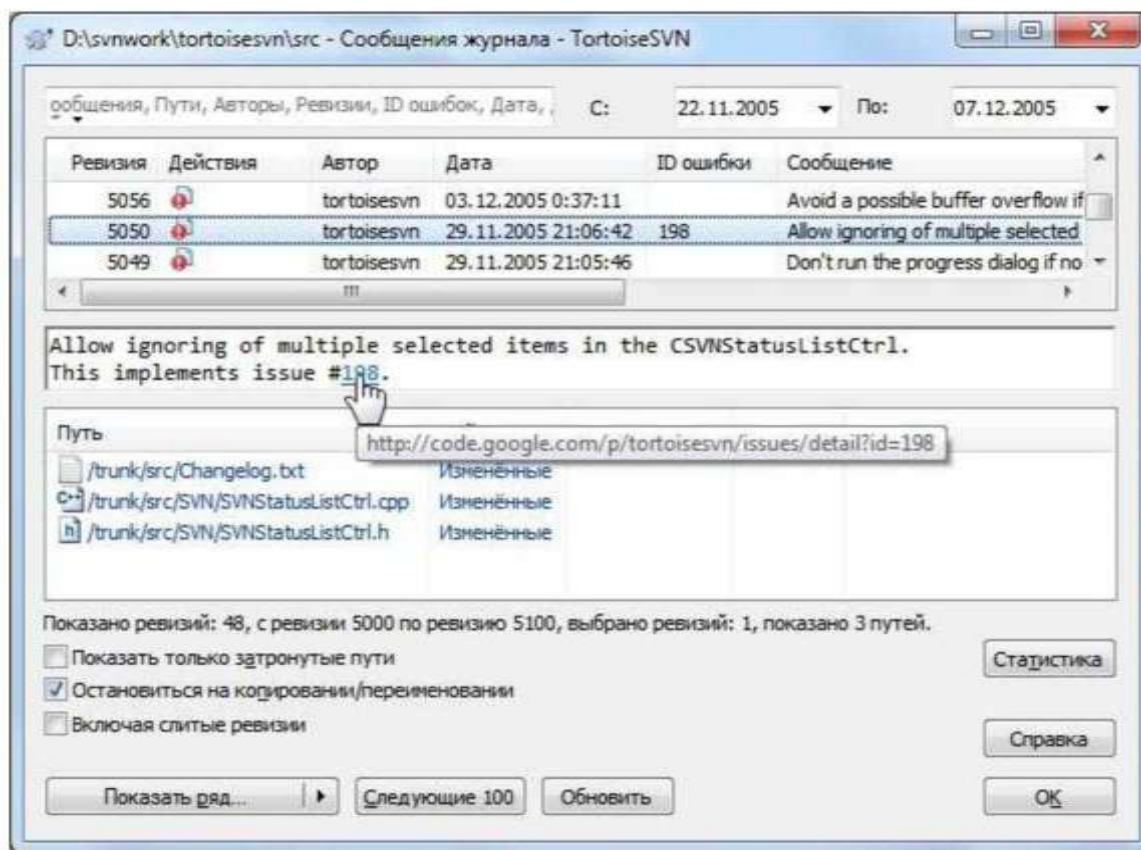 D:\svnwork\tortoisesvn\src - Сообщения журнала - TortoiseSVN
ообщения, Пути, Авторы, Ревизии, ID ошибок, Дата, С: 22.11.2005 По: 07.12.2005
Ревизия Действия Автор Дата ID ошибки Сообщение
5056 tortoisesvn 03.12.2005 0:37:11 Avoid a possible buffer overflow if
5050 tortoisesvn 29.11.2005 21:06:42 198 Allow ignoring of multiple selected
5049 tortoisesvn 29.11.2005 21:05:46 Don't run the progress dialog if no
Allow ignoring of multiple selected items in the CSVNStatusListCtrl.
This implements issue #198.
Путь
http://code.google.com/p/tortoisesvn/issues/detail?id=198
/trunk/src/Changelog.txt Изменённые
/trunk/src/SVN/SVNStatusListCtrl.cpp Изменённые
/trunk/src/SVN/SVNStatusListCtrl.h Изменённые
Показано ревизий: 48, с ревизии 5000 по ревизию 5100, выбрано ревизий: 1, показано 3 путей.
Показать только затронутые пути
Статистика
Остановиться на копировании/переименовании
Включая слитые ревизии
Справка
Показать ряд... Следующие 100 Обновить OK